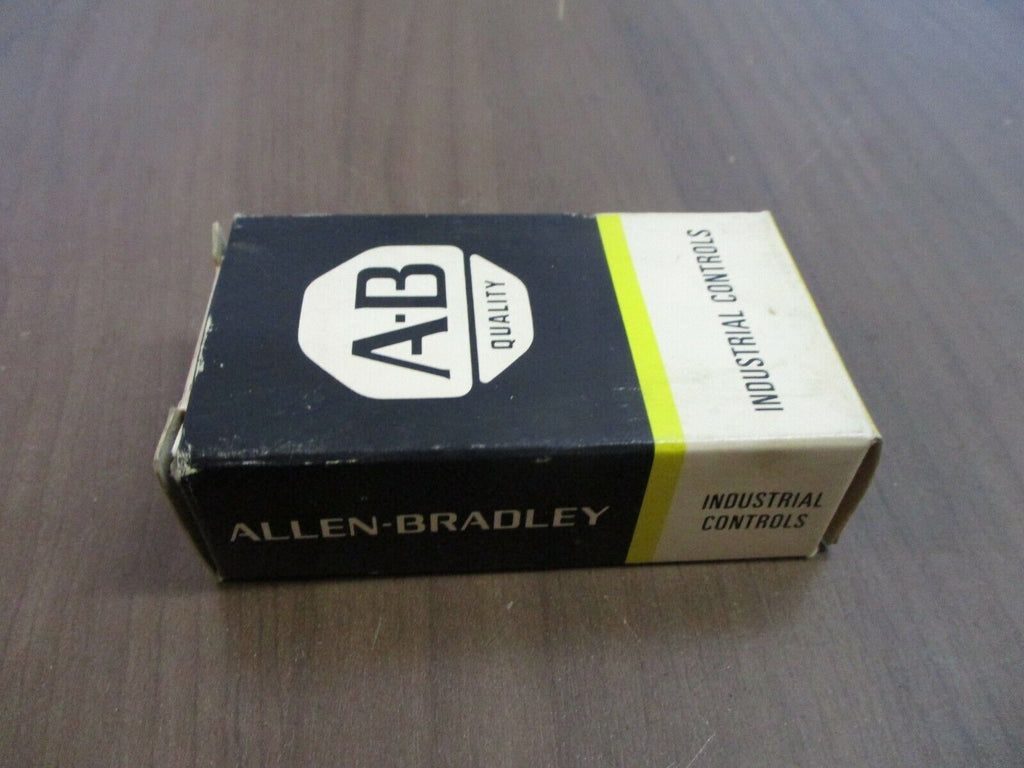 A·B
QUALITY
INDUSTRIAL CONTROLS
ALLEN-BRADLEY
INDUSTRIAL
CONTROLS